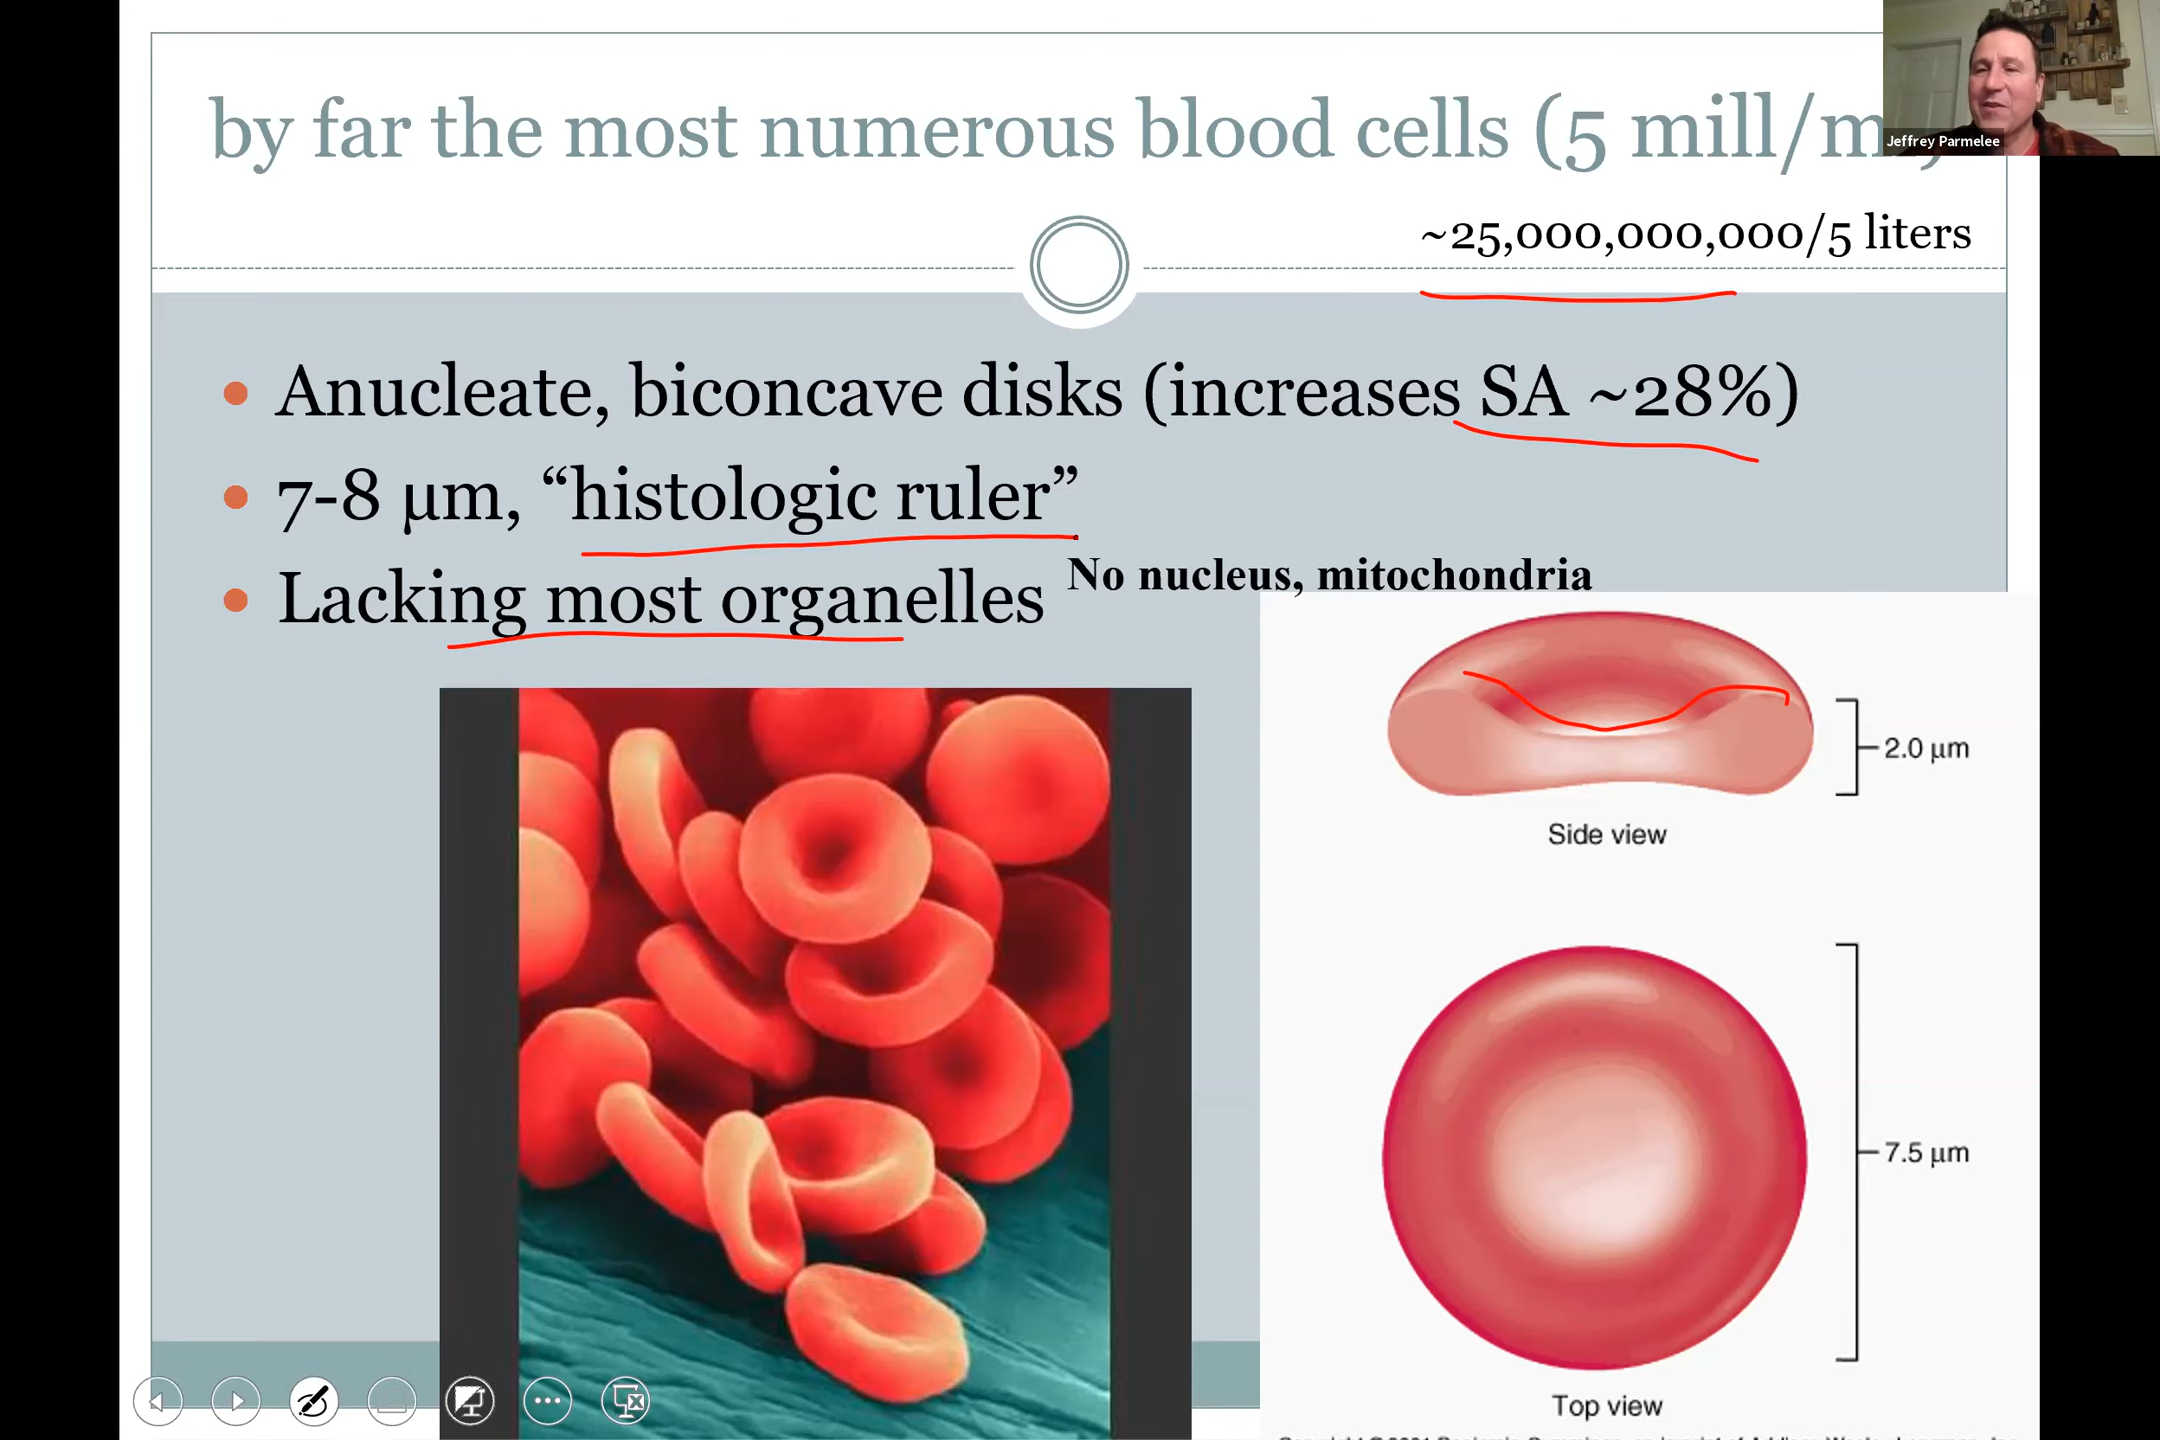 by far the most numerous blood cells (5 mill/m
Jeffrey Parmelee
~25,000,000,000/5 liters
• Anucleate, biconcave disks (increases SA ~28%)
• 7-8 µm, “histologic ruler”
• Lacking most organelles
No nucleus, mitochondria
2.0 µm
Side view
7.5 µm
Top view